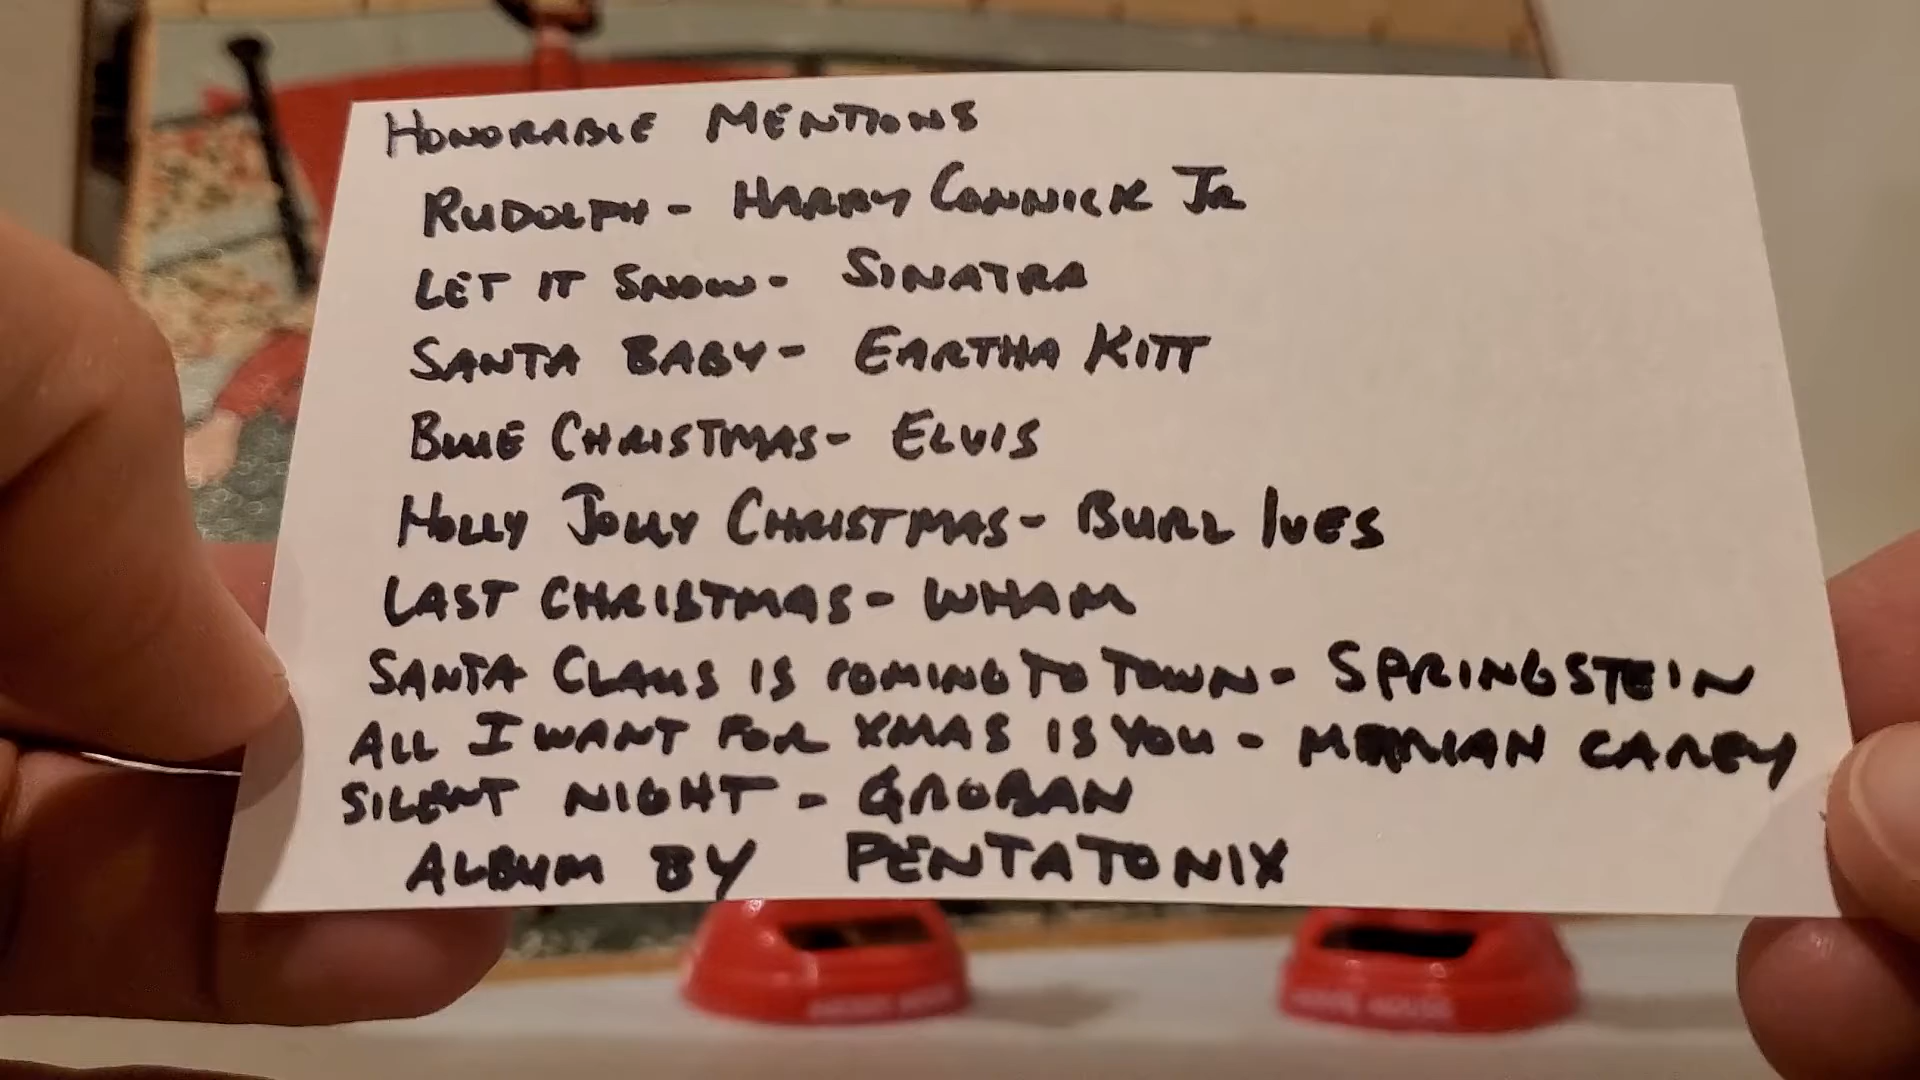 HONORABLE MENTIONS
RUDOLPH - HARRY CONNICK JR
LET IT SNOW - SINATRA
SANTA BABY - EARTHA KITT
BLUE CHRISTMAS - ELVIS
HOLLY JOLLY CHRISTMAS - BURL IVES
LAST CHRISTMAS - WHAM
SANTA CLAUS IS COMING TO TOWN - SPRINGSTEIN
ALL I WANT FOR XMAS IS YOU - MARIAH CAREY
SILENT NIGHT - GROBAN
ALBUM BY PENTATONIX